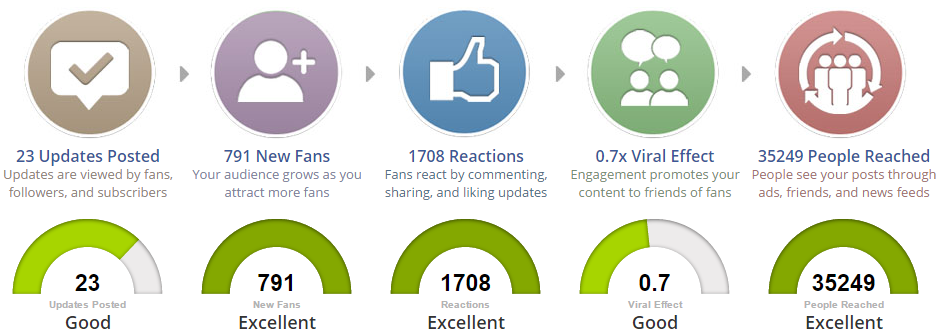 23 Updates Posted
Updates are viewed by fans,
followers, and subscribers
791 New Fans
Your audience grows as you
attract more fans
1708 Reactions
Fans react by commenting,
sharing, and liking updates
0.7x Viral Effect
Engagement promotes your
content to friends of fans
35249 People Reached
People see your posts through
ads, friends, and news feeds
23
Updates Posted
Good
791
New Fans
Excellent
1708
Reactions
Excellent
0.7
Viral Effect
Good
35249
People Reached
Excellent